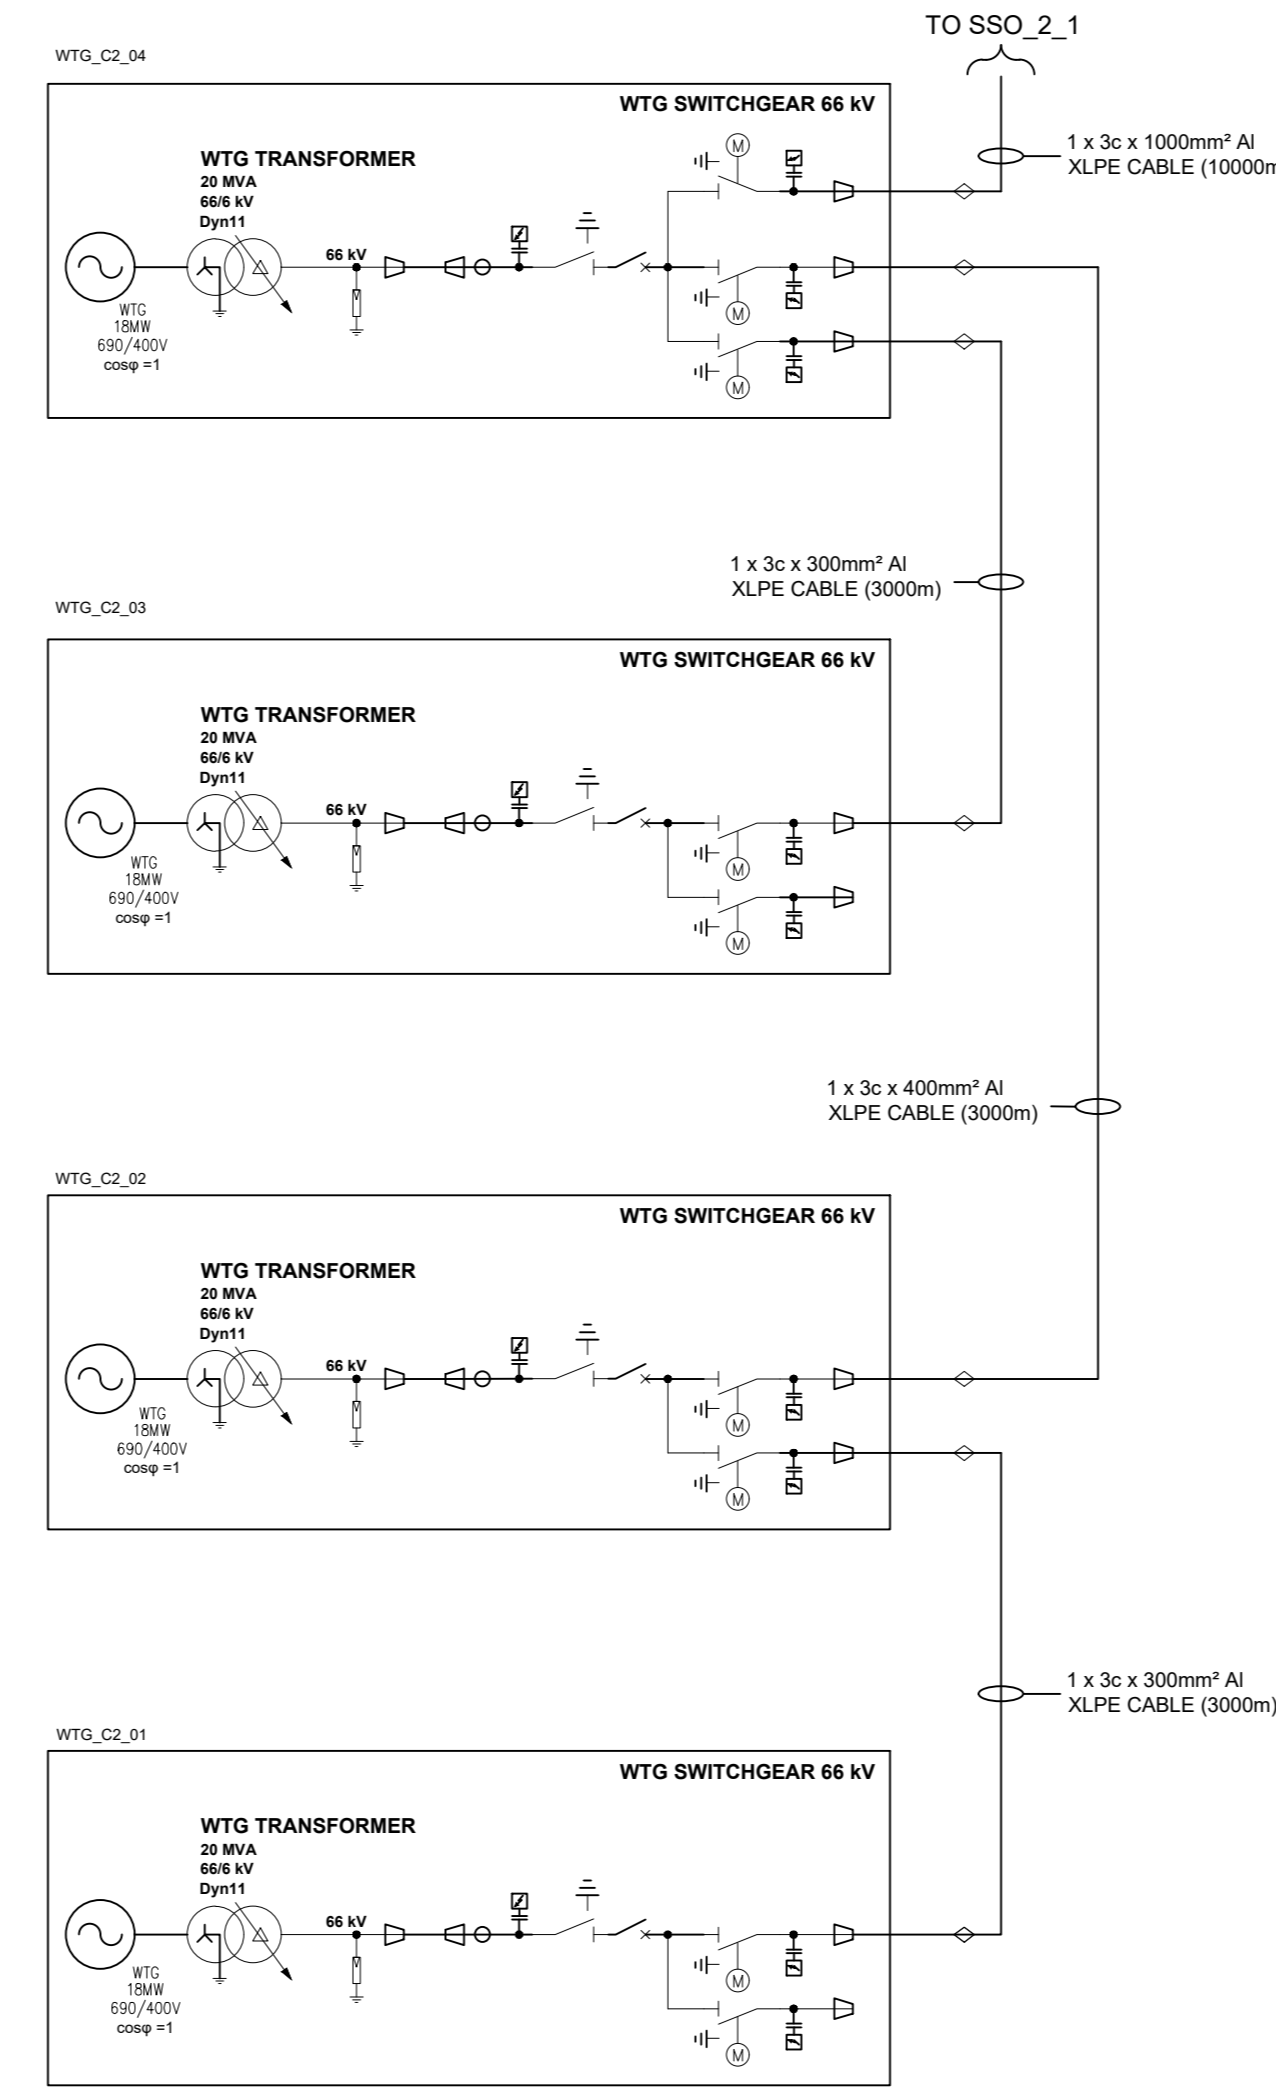 TO SSO_2_1
WTG_C2_04
WTG SWITCHGEAR 66 kV
1 x 3c x 1000mm² Al
XLPE CABLE (10000m
WTG TRANSFORMER
20 MVA
66/6 kV
Dyn11
M
66 kV
WTG
18MW
690/400V
cosφ =1
M
M
1 x 3c x 300mm² Al
XLPE CABLE (3000m)
WTG_C2_03
WTG SWITCHGEAR 66 kV
WTG TRANSFORMER
20 MVA
66/6 kV
Dyn11
66 kV
WTG
18MW
690/400V
cosφ =1
M
M
1 x 3c x 400mm² Al
XLPE CABLE (3000m)
WTG_C2_02
WTG SWITCHGEAR 66 kV
WTG TRANSFORMER
20 MVA
66/6 kV
Dyn11
66 kV
WTG
18MW
690/400V
cosφ =1
M
M
1 x 3c x 300mm² Al
XLPE CABLE (3000m)
WTG_C2_01
WTG SWITCHGEAR 66 kV
WTG TRANSFORMER
20 MVA
66/6 kV
Dyn11
66 kV
WTG
18MW
690/400V
cosφ =1
M
M